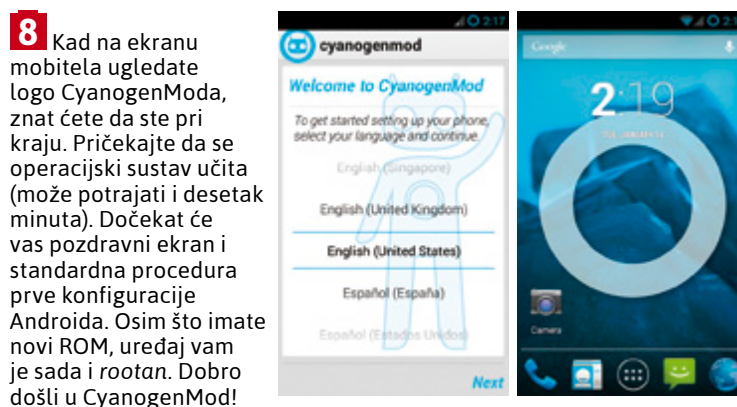 8 Kad na ekranu
mobitela ugledate
logo CyanogenModa,
znat ćete da ste pri
kraju. Pričekajte da se
operacijski sustav učita
(može potrajati i desetak
minuta). Dočekat će
vas pozdravni ekran i
standardna procedura
prve konfiguracije
Androida. Osim što imate
novi ROM, uređaj vam
je sada i rootan. Dobro
došli u CyanogenMod!
2:17
cyanogenmod
Welcome to CyanogenMod
To get started setting up your phone,
select your language and continue.
English (Singapore)
English (United Kingdom)
English (United States)
Español (España)
Español (Estados Unidos)
Next
Google
2:19
Camera